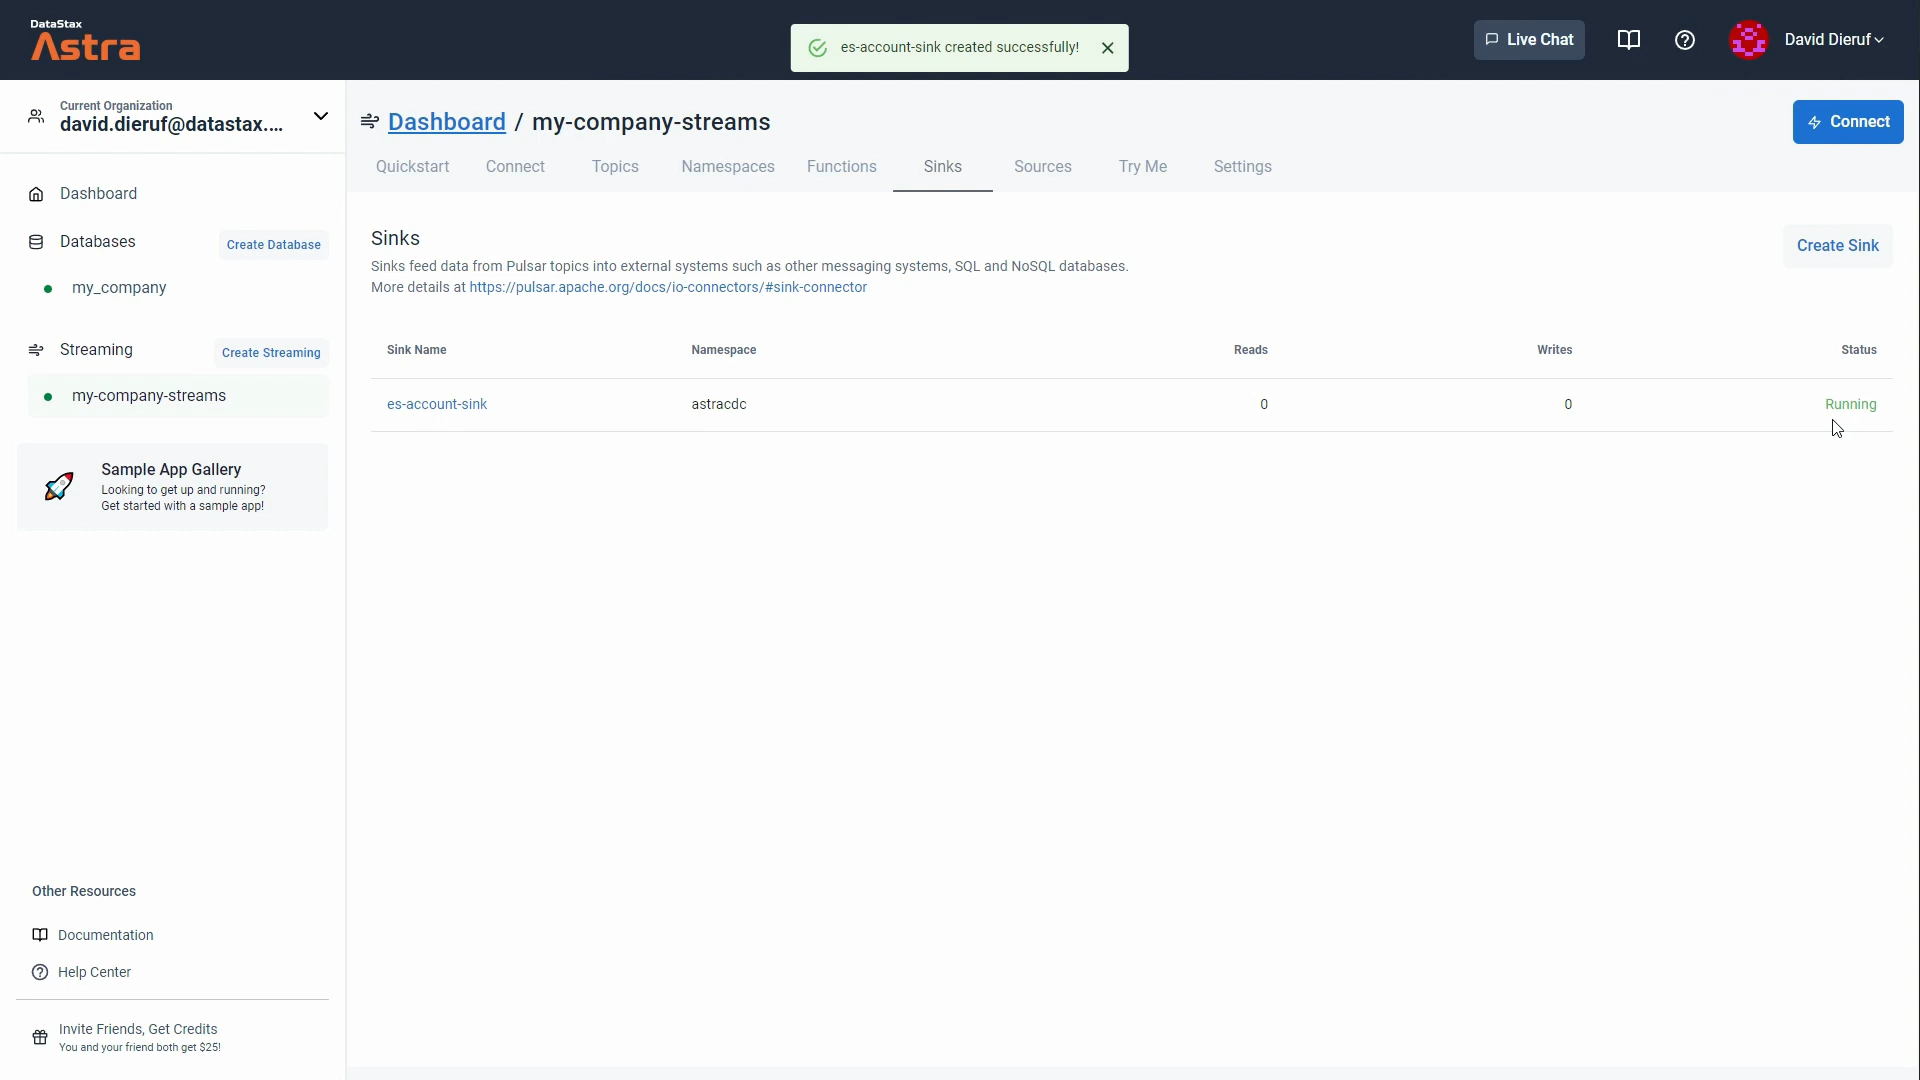 DataStax
Astra
es-account-sink created successfully!
Live Chat
David Dieruf
Current Organization
david.dieruf@datastax....
Dashboard / my-company-streams
Connect
Quickstart
Connect
Topics
Namespaces
Functions
Sinks
Sources
Try Me
Settings
Dashboard
Databases
Create Database
my_company
Streaming
Create Streaming
my-company-streams
Sample App Gallery
Looking to get up and running?
Get started with a sample app!
Sinks
Create Sink
Sinks feed data from Pulsar topics into external systems such as other messaging systems, SQL and NoSQL databases.
More details at https://pulsar.apache.org/docs/io-connectors/#sink-connector
Sink Name Namespace Reads Writes Status
es-account-sink astracdc 0 0 Running
Other Resources
Documentation
Help Center
Invite Friends, Get Credits
You and your friend both get $25!